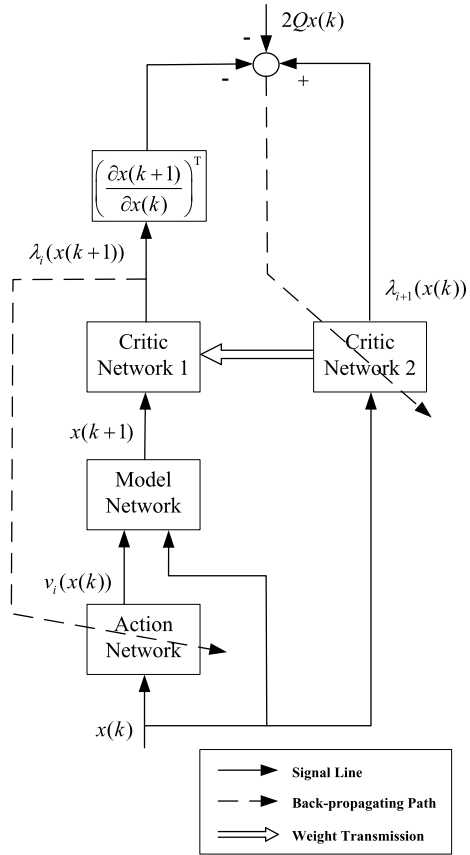 2Qx(k)
-
- +
(∂x(k+1)/∂x(k))^T
λ_i(x(k+1))
λ_{i+1}(x(k))
Critic
Network 1
Critic
Network 2
x(k+1)
Model
Network
v_i(x(k))
Action
Network
x(k)
Signal Line
Back-propagating Path
Weight Transmission